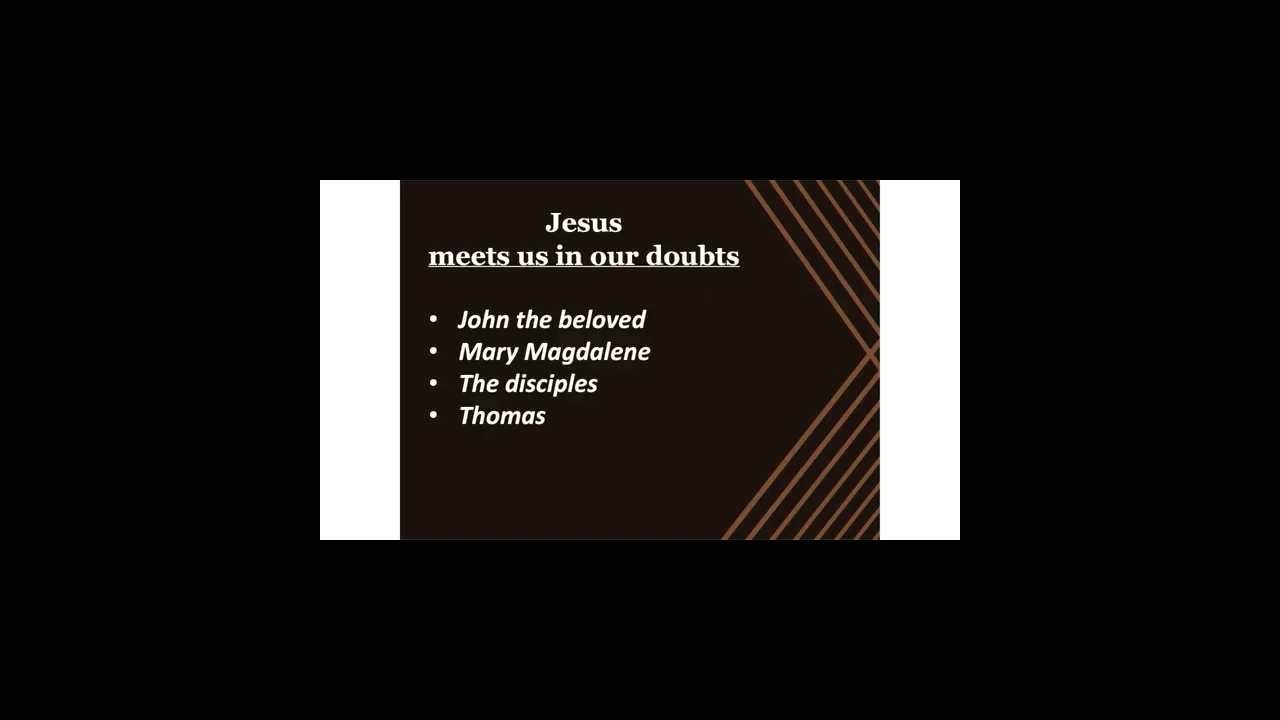 Jesus
meets us in our doubts
• John the beloved
• Mary Magdalene
• The disciples
• Thomas